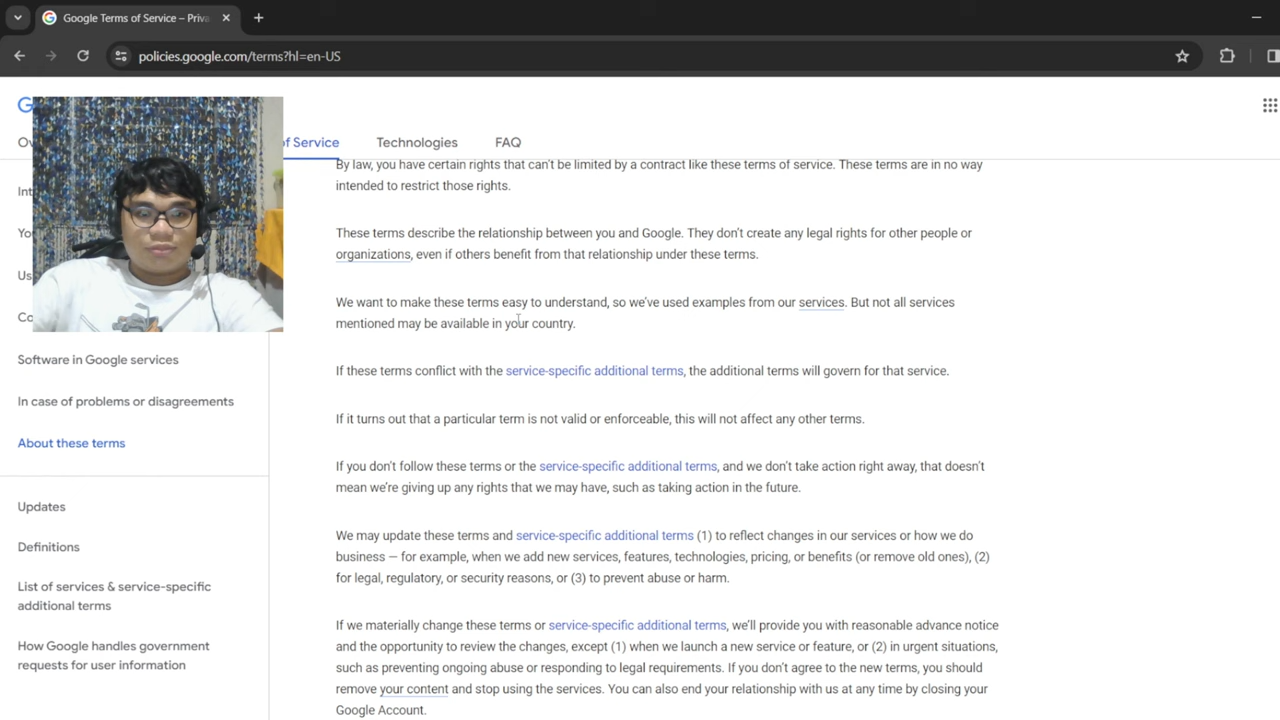 Google Terms of Service – Priva
policies.google.com/terms?hl=en-US
G
Ov
of Service
Technologies
FAQ
By law, you have certain rights that can't be limited by a contract like these terms of service. These terms are in no way
intended to restrict those rights.
These terms describe the relationship between you and Google. They don't create any legal rights for other people or
organizations, even if others benefit from that relationship under these terms.
We want to make these terms easy to understand, so we've used examples from our services. But not all services
mentioned may be available in your country.
If these terms conflict with the service-specific additional terms, the additional terms will govern for that service.
If it turns out that a particular term is not valid or enforceable, this will not affect any other terms.
If you don't follow these terms or the service-specific additional terms, and we don't take action right away, that doesn't
mean we're giving up any rights that we may have, such as taking action in the future.
We may update these terms and service-specific additional terms (1) to reflect changes in our services or how we do
business — for example, when we add new services, features, technologies, pricing, or benefits (or remove old ones), (2)
for legal, regulatory, or security reasons, or (3) to prevent abuse or harm.
If we materially change these terms or service-specific additional terms, we'll provide you with reasonable advance notice
and the opportunity to review the changes, except (1) when we launch a new service or feature, or (2) in urgent situations,
such as preventing ongoing abuse or responding to legal requirements. If you don't agree to the new terms, you should
remove your content and stop using the services. You can also end your relationship with us at any time by closing your
Google Account.
Int
Yo
Us
Co
Software in Google services
In case of problems or disagreements
About these terms
Updates
Definitions
List of services & service-specific
additional terms
How Google handles government
requests for user information